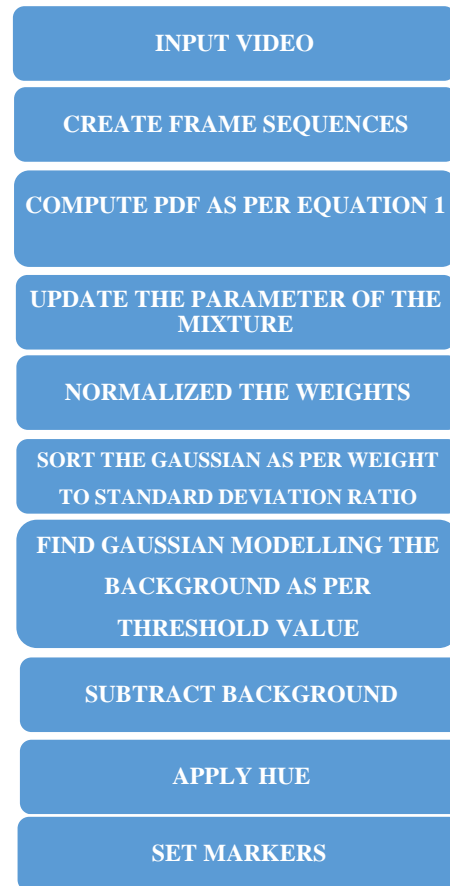 INPUT VIDEO
CREATE FRAME SEQUENCES
COMPUTE PDF AS PER EQUATION 1
UPDATE THE PARAMETER OF THE
MIXTURE
NORMALIZED THE WEIGHTS
SORT THE GAUSSIAN AS PER WEIGHT
TO STANDARD DEVIATION RATIO
FIND GAUSSIAN MODELLING THE
BACKGROUND AS PER
THRESHOLD VALUE
SUBTRACT BACKGROUND
APPLY HUE
SET MARKERS